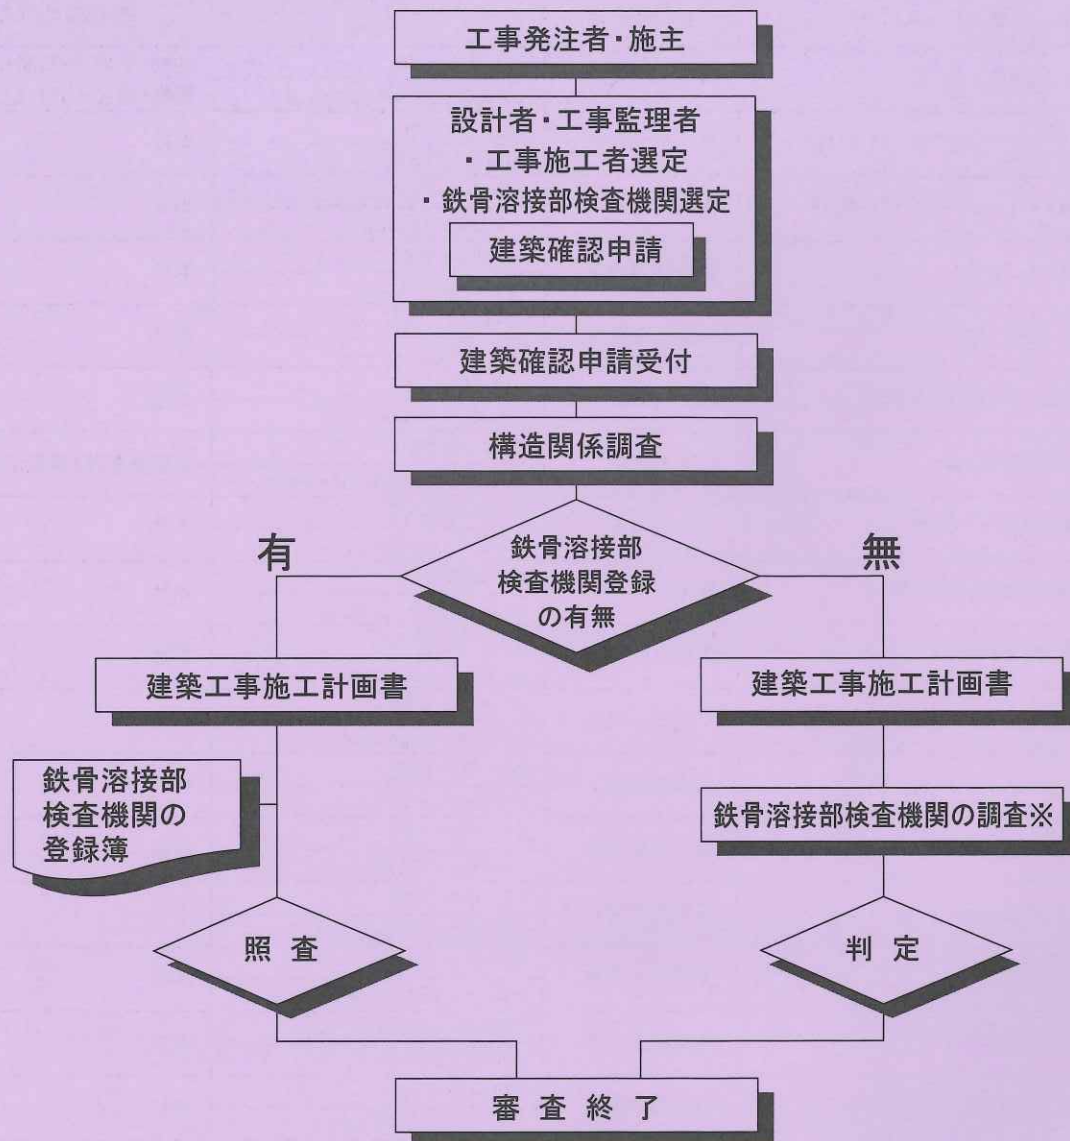 工事発注者・施主
設計者・工事監理者
・工事施工者選定
・鉄骨溶接部検査機関選定
建築確認申請
建築確認申請受付
構造関係調査
鉄骨溶接部
検査機関登録
の有無
有
無
建築工事施工計画書
建築工事施工計画書
鉄骨溶接部
検査機関の
登録簿
鉄骨溶接部検査機関の調査※
照査
判定
審査終了